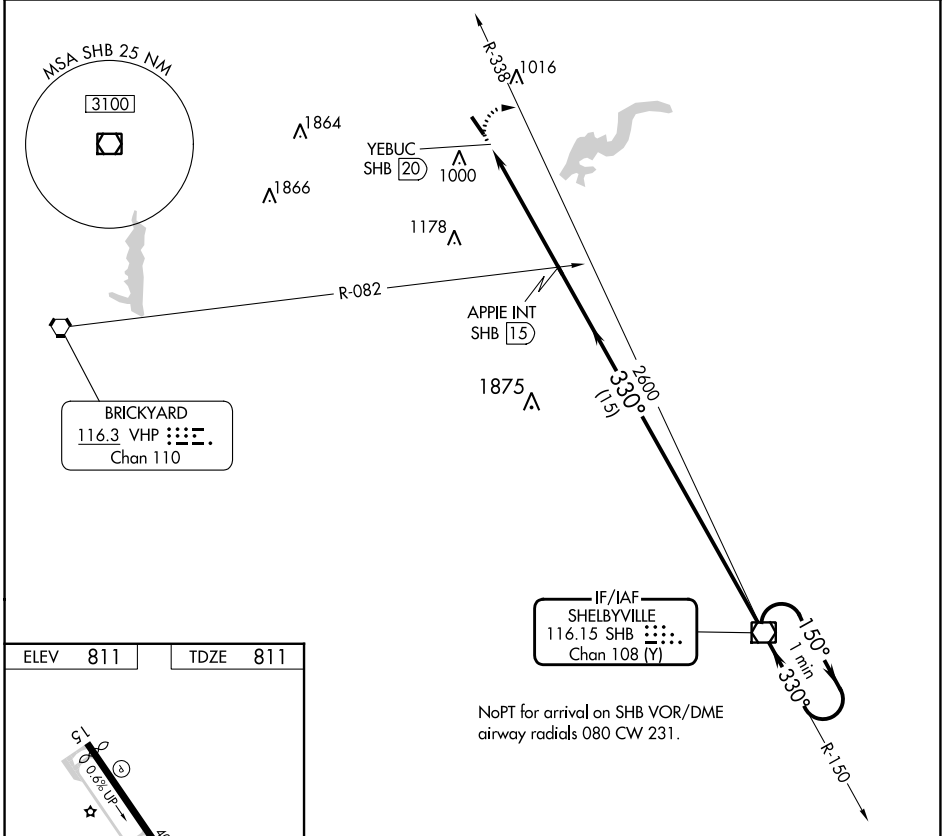 MSA SHB 25 NM
3100
1864
1866
R-338
1016
YEBUC
SHB 20
1000
1178
R-082
APPIE INT
SHB 15
1875
2600
330°
(15)
BRICKYARD
116.3 VHP
Chan 110
IF/IAF
SHELBYVILLE
116.15 SHB
Chan 108 (Y)
150°
1 min
330°
R-150
NoPT for arrival on SHB VOR/DME
airway radials 080 CW 231.
ELEV 811
TDZE 811
15
P
0.6% UP